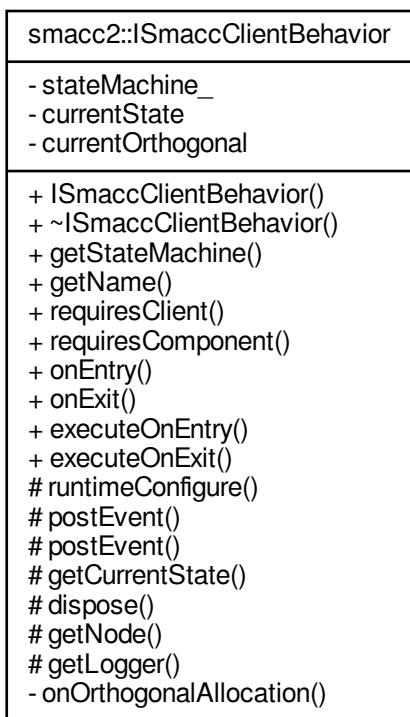 smacc2::ISmaccClientBehavior
- stateMachine_
- currentState
- currentOrthogonal
+ ISmaccClientBehavior()
+ ~ISmaccClientBehavior()
+ getStateMachine()
+ getName()
+ requiresClient()
+ requiresComponent()
+ onEntry()
+ onExit()
+ executeOnEntry()
+ executeOnExit()
# runtimeConfigure()
# postEvent()
# postEvent()
# getCurrentState()
# dispose()
# getNode()
# getLogger()
- onOrthogonalAllocation()